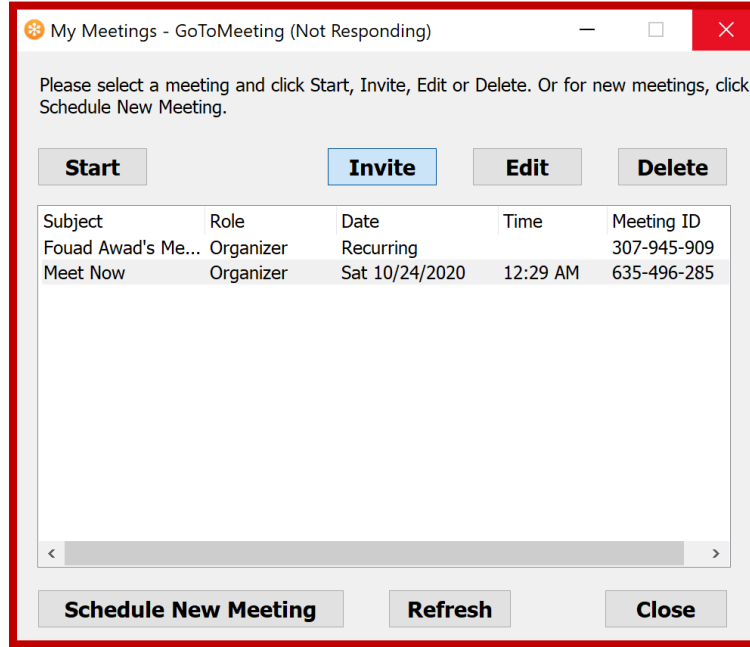 My Meetings - GoToMeeting (Not Responding)
Please select a meeting and click Start, Invite, Edit or Delete. Or for new meetings, click
Schedule New Meeting.
Start Invite Edit Delete
Subject Role Date Time Meeting ID
Fouad Awad's Me... Organizer Recurring 307-945-909
Meet Now Organizer Sat 10/24/2020 12:29 AM 635-496-285
Schedule New Meeting Refresh Close